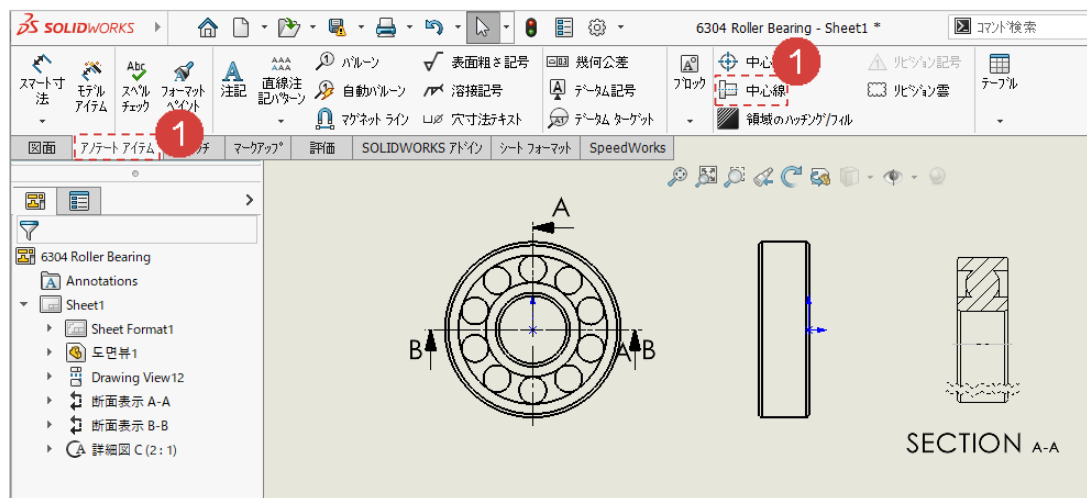 SOLIDWORKS
6304 Roller Bearing - Sheet1 *
コマンド検索
スマート寸法
モデル アイテム
Abc
スペル チェック
フォーマット ペイント
A
注記
AAA
AAA
直線注記パターン
バルーン
自動バルーン
マグネット ライン
表面粗さ記号
溶接記号
穴寸法テキスト
幾何公差
データム記号
データム ターゲット
ブロック
中心
1
中心線
領域のハッチング/フィル
リビジョン記号
リビジョン雲
テーブル
図面
アノテート アイテム
1
ッチ
マークアップ
評価
SOLIDWORKS アドイン
シート フォーマット
SpeedWorks
6304 Roller Bearing
Annotations
Sheet1
Sheet Format1
도면뷰1
Drawing View12
断面表示 A-A
断面表示 B-B
詳細図 C (2 : 1)
A
B
A
B
SECTION A-A